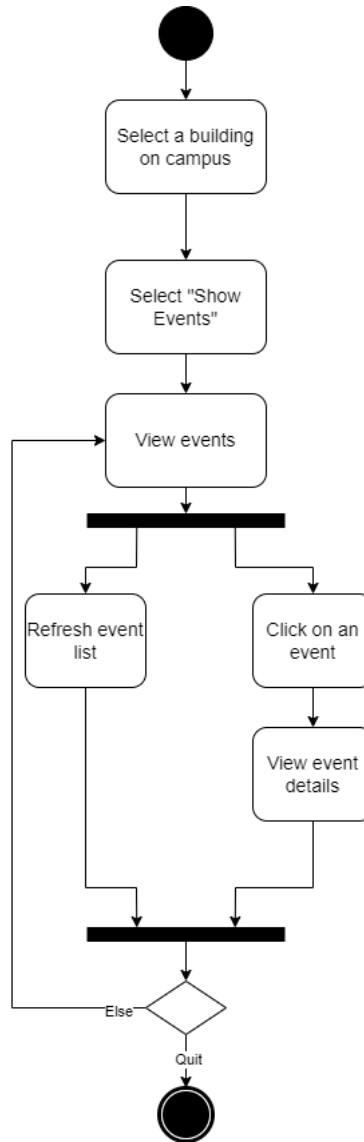 Select a building
on campus
Select "Show
Events"
View events
Refresh event
list
Click on an
event
View event
details
Else
Quit